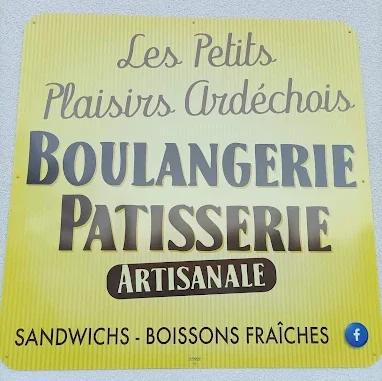 Les Petits
Plaisirs Ardéchois
BOULANGERIE
PATISSERIE
ARTISANALE
SANDWICHS - BOISSONS FRAÎCHES f